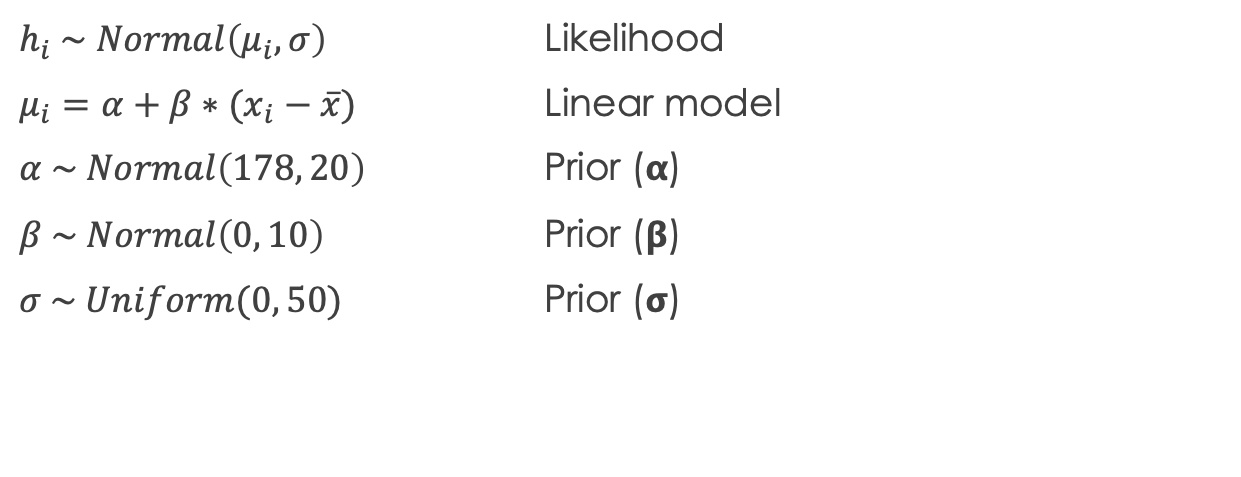 hᵢ ~ Normal(μᵢ, σ) Likelihood
μᵢ = α + β * (xᵢ − x̄) Linear model
α ~ Normal(178, 20) Prior (α)
β ~ Normal(0, 10) Prior (β)
σ ~ Uniform(0, 50) Prior (σ)